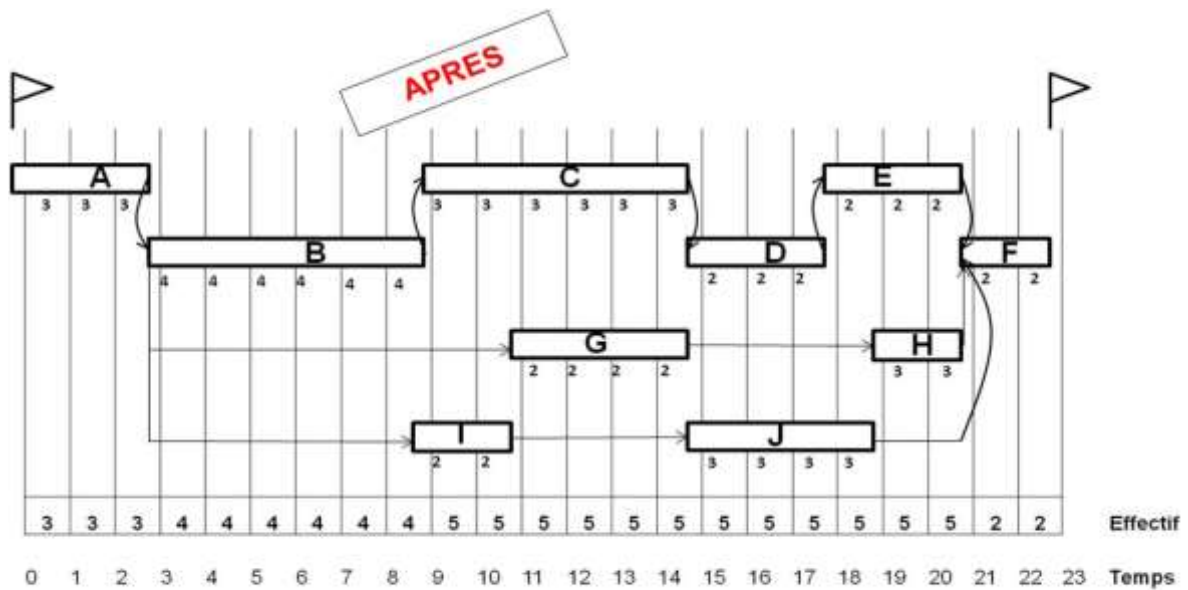 APRES
A C E
3 3 3 3 3 3 3 3 3 2 2 2
B D F
4 4 4 4 4 4 2 2 2 2 2
G H
2 2 2 2 3 3
I J
2 2 3 3 3 3
3 3 3 4 4 4 4 4 4 5 5 5 5 5 5 5 5 5 5 5 5 2 2 Effectif
0 1 2 3 4 5 6 7 8 9 10 11 12 13 14 15 16 17 18 19 20 21 22 23 Temps